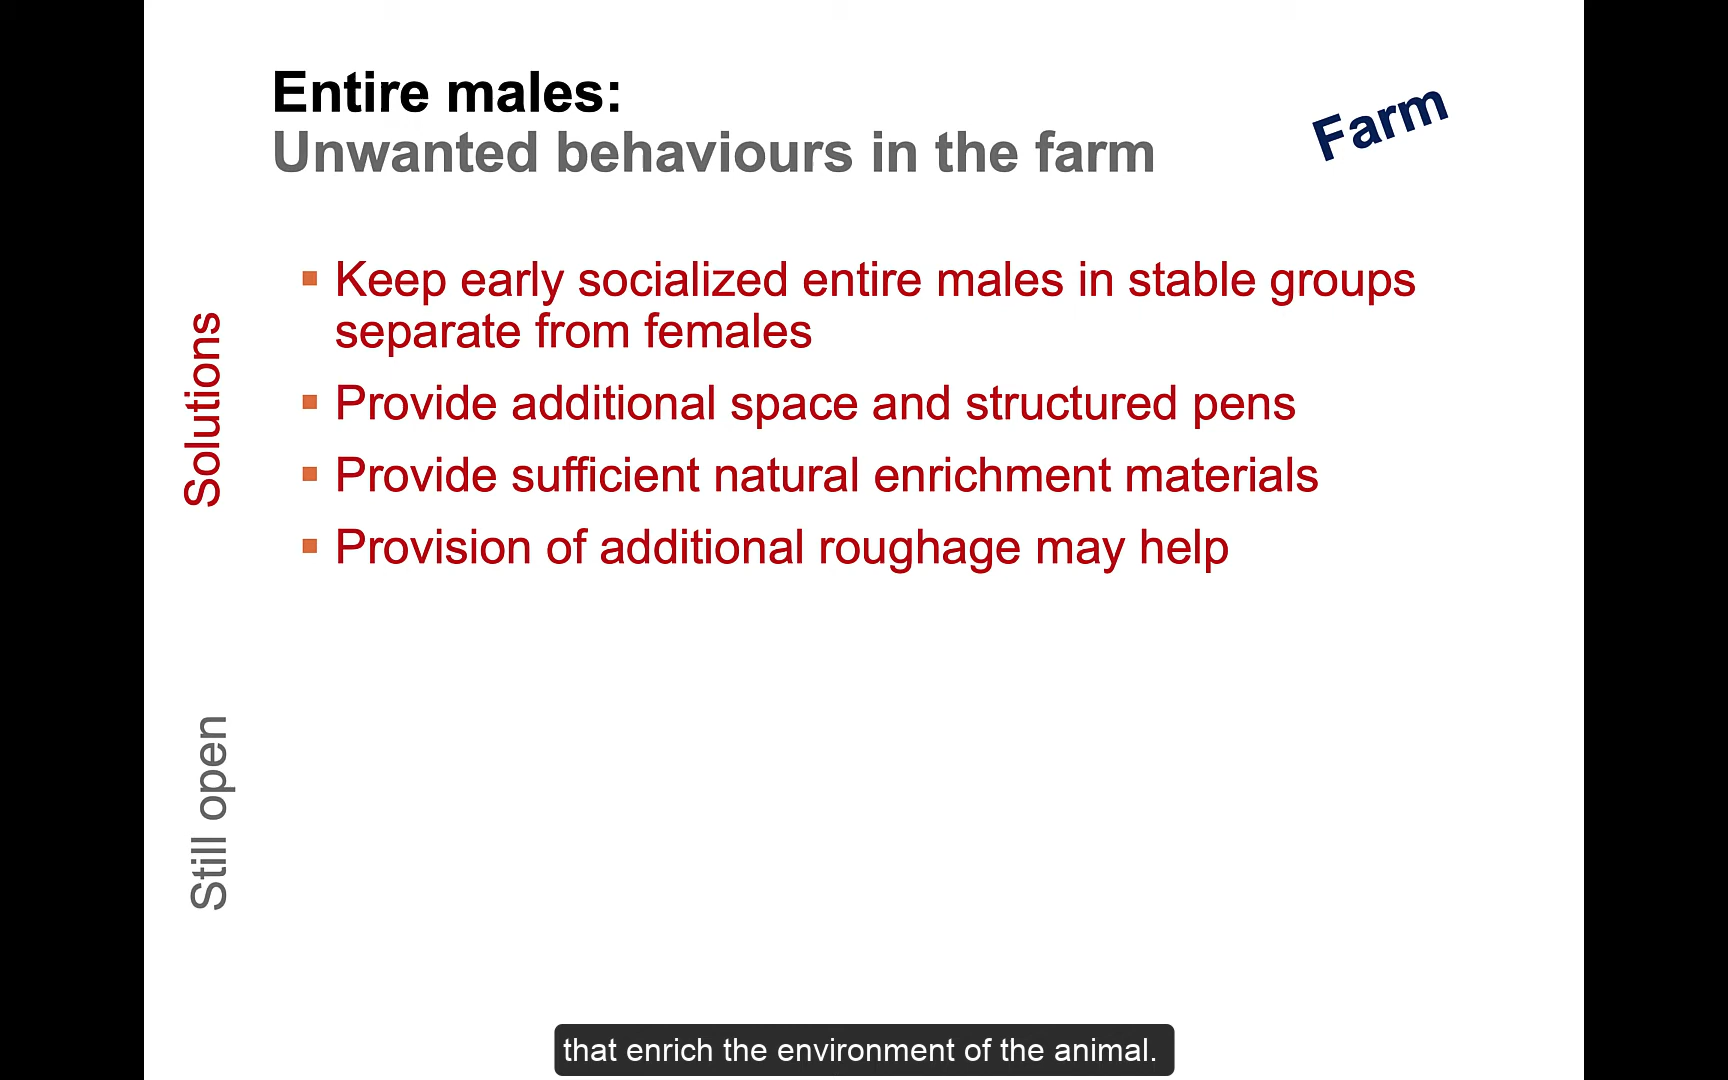 Entire males:
Unwanted behaviours in the farm
Farm
Solutions
▪ Keep early socialized entire males in stable groups
separate from females
▪ Provide additional space and structured pens
▪ Provide sufficient natural enrichment materials
▪ Provision of additional roughage may help
Still open
that enrich the environment of the animal.